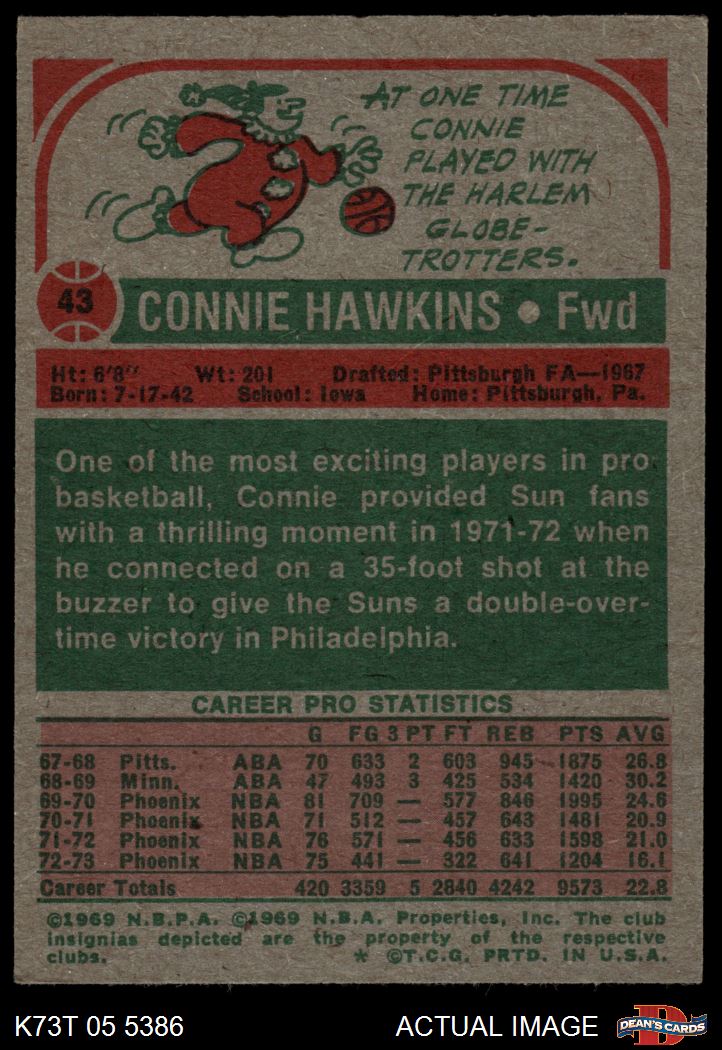 AT ONE TIME
CONNIE
PLAYED WITH
THE HARLEM
GLOBE-
TROTTERS.
43 CONNIE HAWKINS • Fwd
Ht: 6'8" Wt: 201 Drafted: Pittsburgh FA—1967
Born: 7-17-42 School: Iowa Home: Pittsburgh, Pa.
One of the most exciting players in pro
basketball, Connie provided Sun fans
with a thrilling moment in 1971-72 when
he connected on a 35-foot shot at the
buzzer to give the Suns a double-over-
time victory in Philadelphia.
CAREER PRO STATISTICS
G FG 3 PT FT REB PTS AVG
67-68 Pitts. ABA 70 633 2 603 945 1875 26.8
68-69 Minn. ABA 47 493 3 425 534 1420 30.2
69-70 Phoenix NBA 81 709 — 577 846 1995 24.6
70-71 Phoenix NBA 71 512 — 457 643 1481 20.9
71-72 Phoenix NBA 76 571 — 456 633 1598 21.0
72-73 Phoenix NBA 75 441 — 322 641 1204 16.1
Career Totals 420 3359 5 2840 4242 9573 22.8
©1969 N.B.P.A. ©1969 N.B.A. Properties, Inc. The club
insignias depicted are the property of the respective
clubs. * ©T.C.G. PRTD. IN U.S.A.
K73T 05 5386 ACTUAL IMAGE D DEAN'S CARDS